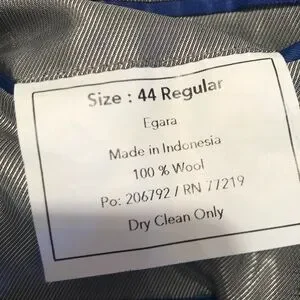 Size : 44 Regular
Egara
Made in Indonesia
100 % Wool
Po: 206792 / RN 77219
Dry Clean Only